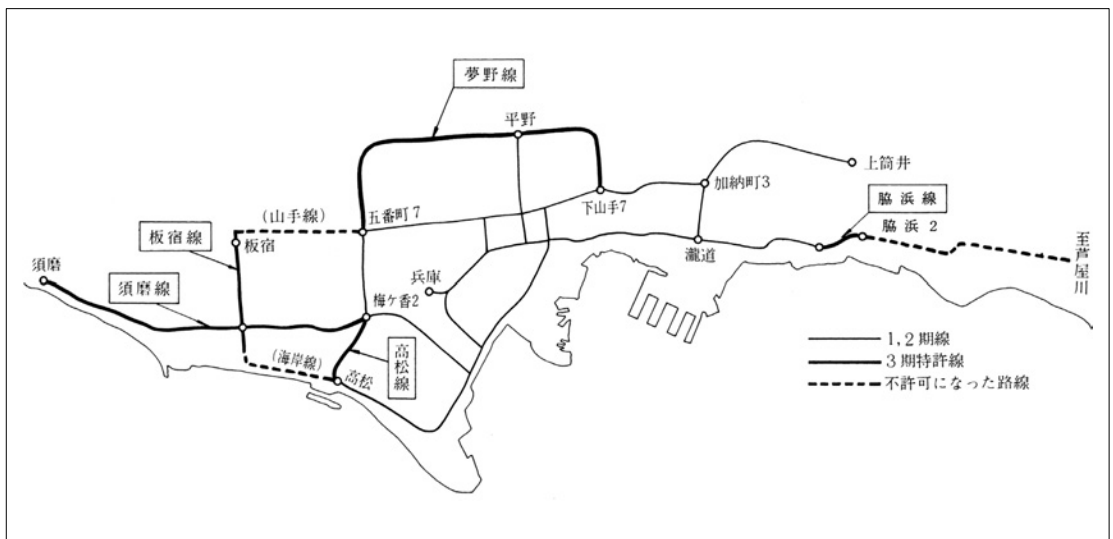 夢野線
平野
上筒井
加納町3
脇浜線
下山手7
脇浜2
(山手線)
五番町7
板宿線
板宿
瀧道
至芦屋川
須磨
兵庫
須磨線
梅ケ香2
高松線
(海岸線)
高松
1,2期線
3期特許線
不許可になった路線